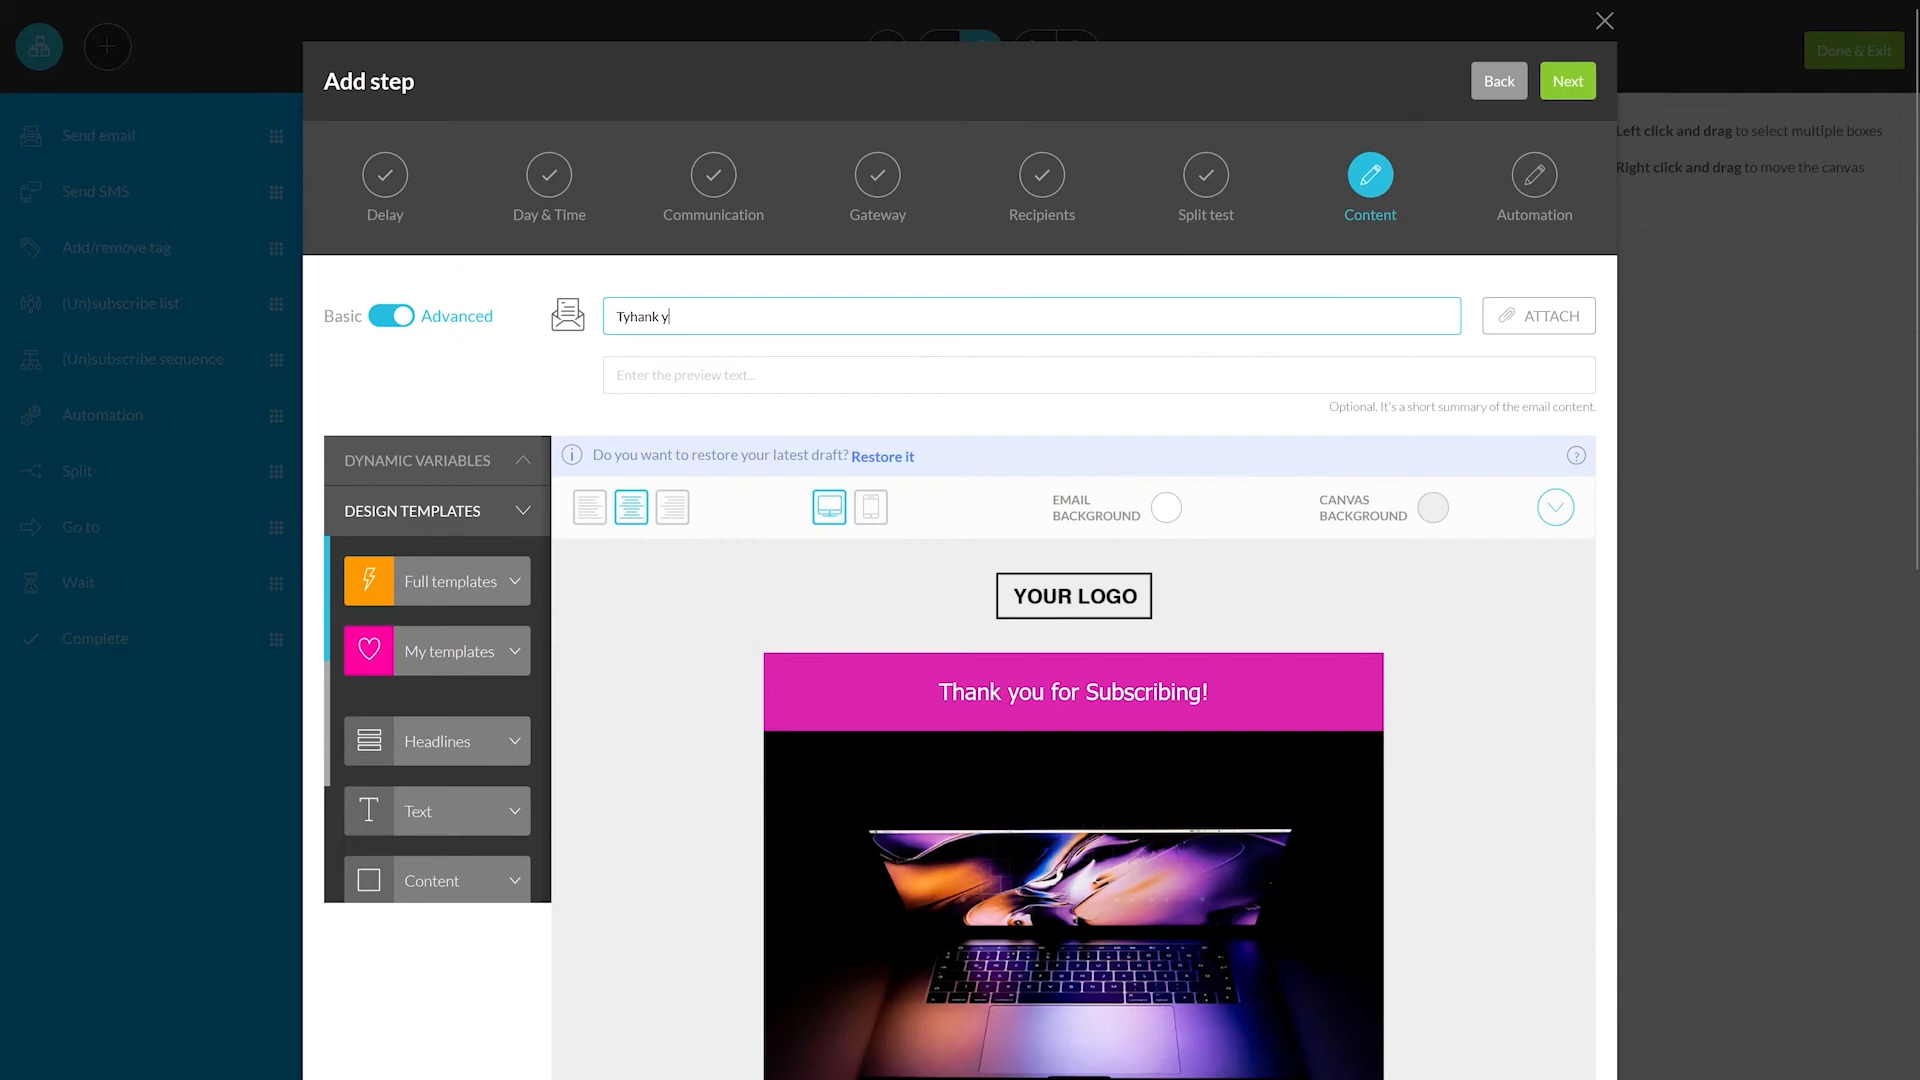 Done & Exit
Add step
Back
Next
Send email
Send SMS
Add/remove tag
(Un)subscribe list
(Un)subscribe sequence
Automation
Split
Go to
Wait
Complete
Left click and drag to select multiple boxes
Right click and drag to move the canvas
Delay
Day & Time
Communication
Gateway
Recipients
Split test
Content
Automation
Basic
Advanced
Tyhank y
ATTACH
Enter the preview text...
Optional. It's a short summary of the email content.
DYNAMIC VARIABLES
Do you want to restore your latest draft? Restore it
?
DESIGN TEMPLATES
EMAIL
BACKGROUND
CANVAS
BACKGROUND
Full templates
My templates
Headlines
Text
Content
YOUR LOGO
Thank you for Subscribing!